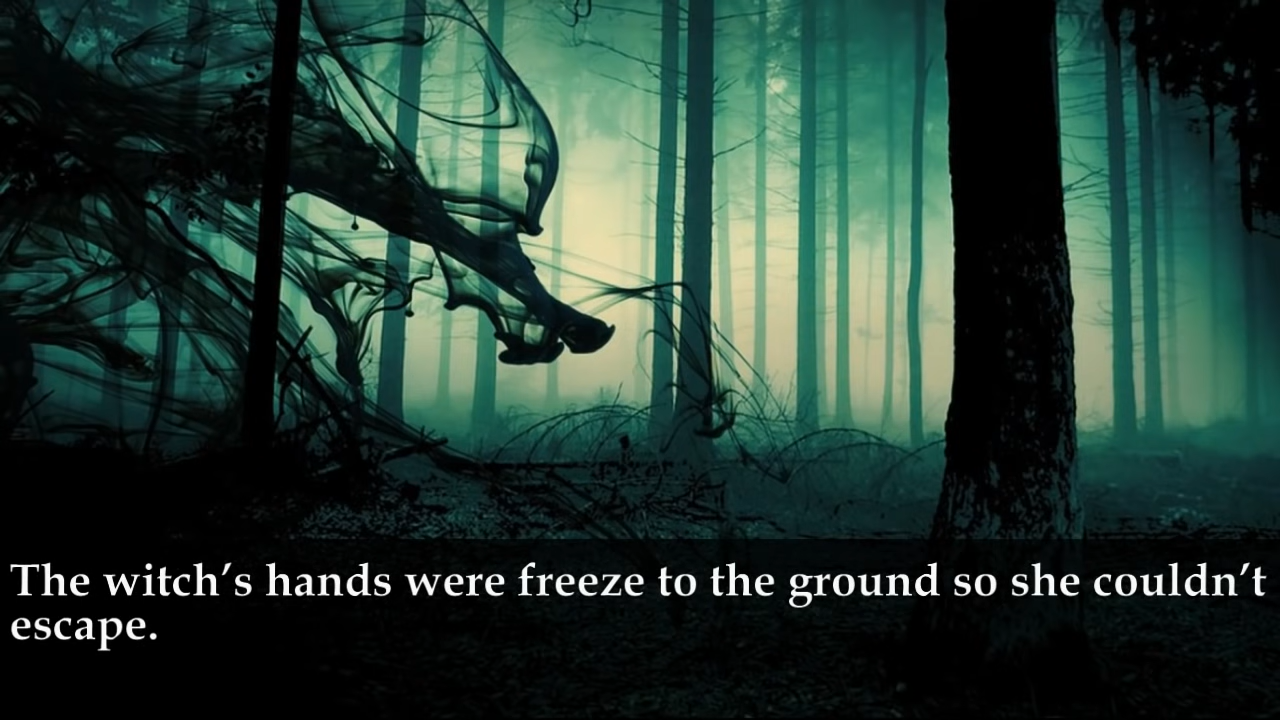 The witch’s hands were freeze to the ground so she couldn’t
escape.